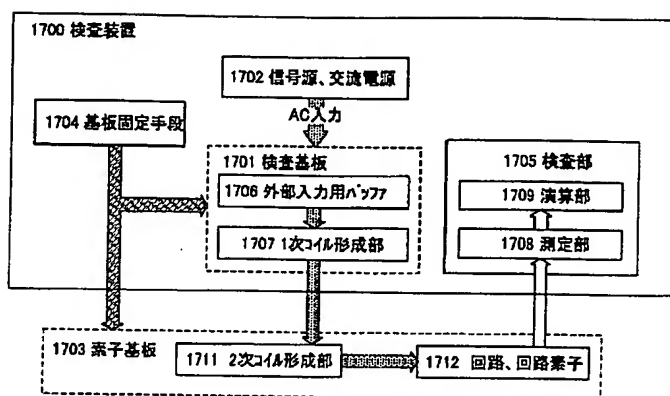 1700 検査装置
1702 信号源、交流電源
AC入力
1704 基板固定手段
1701 検査基板
1706 外部入力用バッファ
1707 1次コイル形成部
1705 検査部
1709 演算部
1708 測定部
1703 素子基板
1711 2次コイル形成部
1712 回路、回路素子